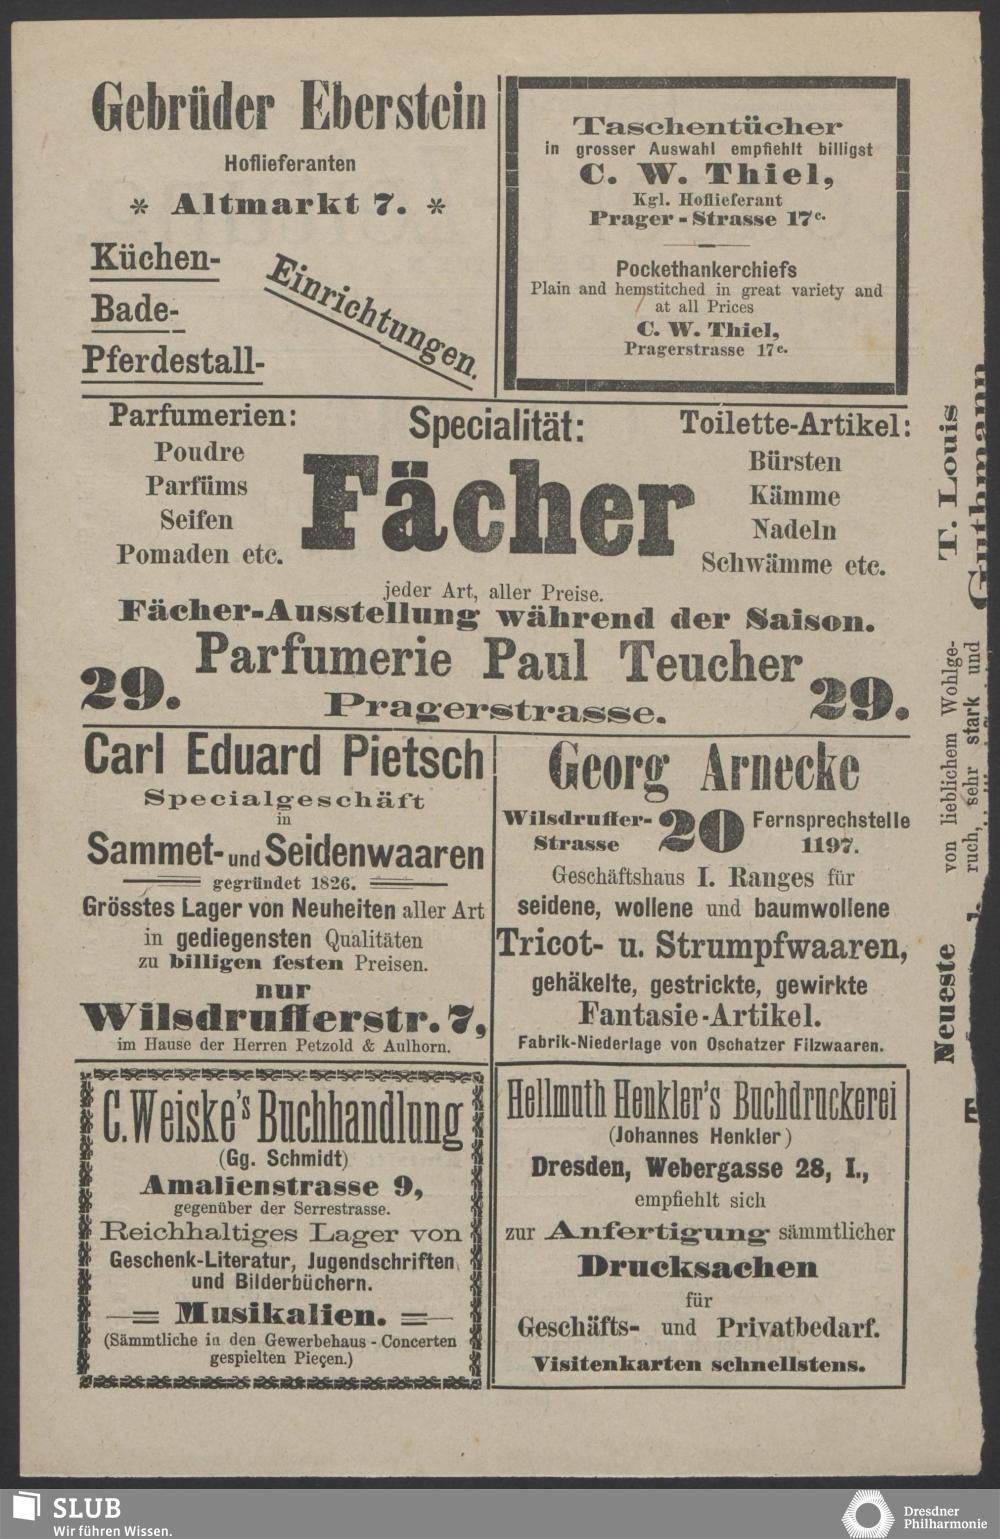 Gebrüder Eberstein
Hoflieferanten
* Altmarkt 7. *
Küchen-
Bade-
Pferdestall-
Einrichtungen.
Taschentücher
in grosser Auswahl empfiehlt billigst
C. W. Thiel,
Kgl. Hoflieferant
Prager-Strasse 17c.
Pockethankerchiefs
Plain and hemstitched in great variety and
at all Prices
C. W. Thiel,
Pragerstrasse 17c.
Parfumerien:
Poudre
Parfüms
Seifen
Pomaden etc.
Specialität:
Fächer
Toilette-Artikel:
Bürsten
Kämme
Nadeln
Schwämme etc.
jeder Art, aller Preise.
Fächer-Ausstellung während der Saison.
29. Parfumerie Paul Teucher 29.
Pragerstrasse.
Carl Eduard Pietsch
Specialgeschäft
in
Sammet- und Seidenwaaren
gegründet 1826.
Grösstes Lager von Neuheiten aller Art
in gediegensten Qualitäten
zu billigen festen Preisen.
nur
Wilsdrufferstr. 7,
im Hause der Herren Petzold & Aulhorn.
Georg Arnecke
Wilsdruffer-Strasse 20 Fernsprechstelle 1197.
Geschäftshaus I. Ranges für
seidene, wollene und baumwollene
Tricot- u. Strumpfwaaren,
gehäkelte, gestrickte, gewirkte
Fantasie-Artikel.
Fabrik-Niederlage von Oschatzer Filzwaaren.
C. Weiske's Buchhandlung
(Gg. Schmidt)
Amalienstrasse 9,
gegenüber der Serrestrasse.
Reichhaltiges Lager von
Geschenk-Literatur, Jugendschriften
und Bilderbüchern.
Musikalien.
(Sämmtliche in den Gewerbehaus-Concerten
gespielten Pieçen.)
Hellmuth Henkler's Buchdruckerei
(Johannes Henkler)
Dresden, Webergasse 28, I.,
empfiehlt sich
zur Anfertigung sämmtlicher
Drucksachen
für
Geschäfts- und Privatbedarf.
Visitenkarten schnellstens.
Neueste
von lieblichem Wohlge-
ruch, sehr stark und
T. Louis
Guthmann
SLUB
Wir führen Wissen.
Dresdner
Philharmonie